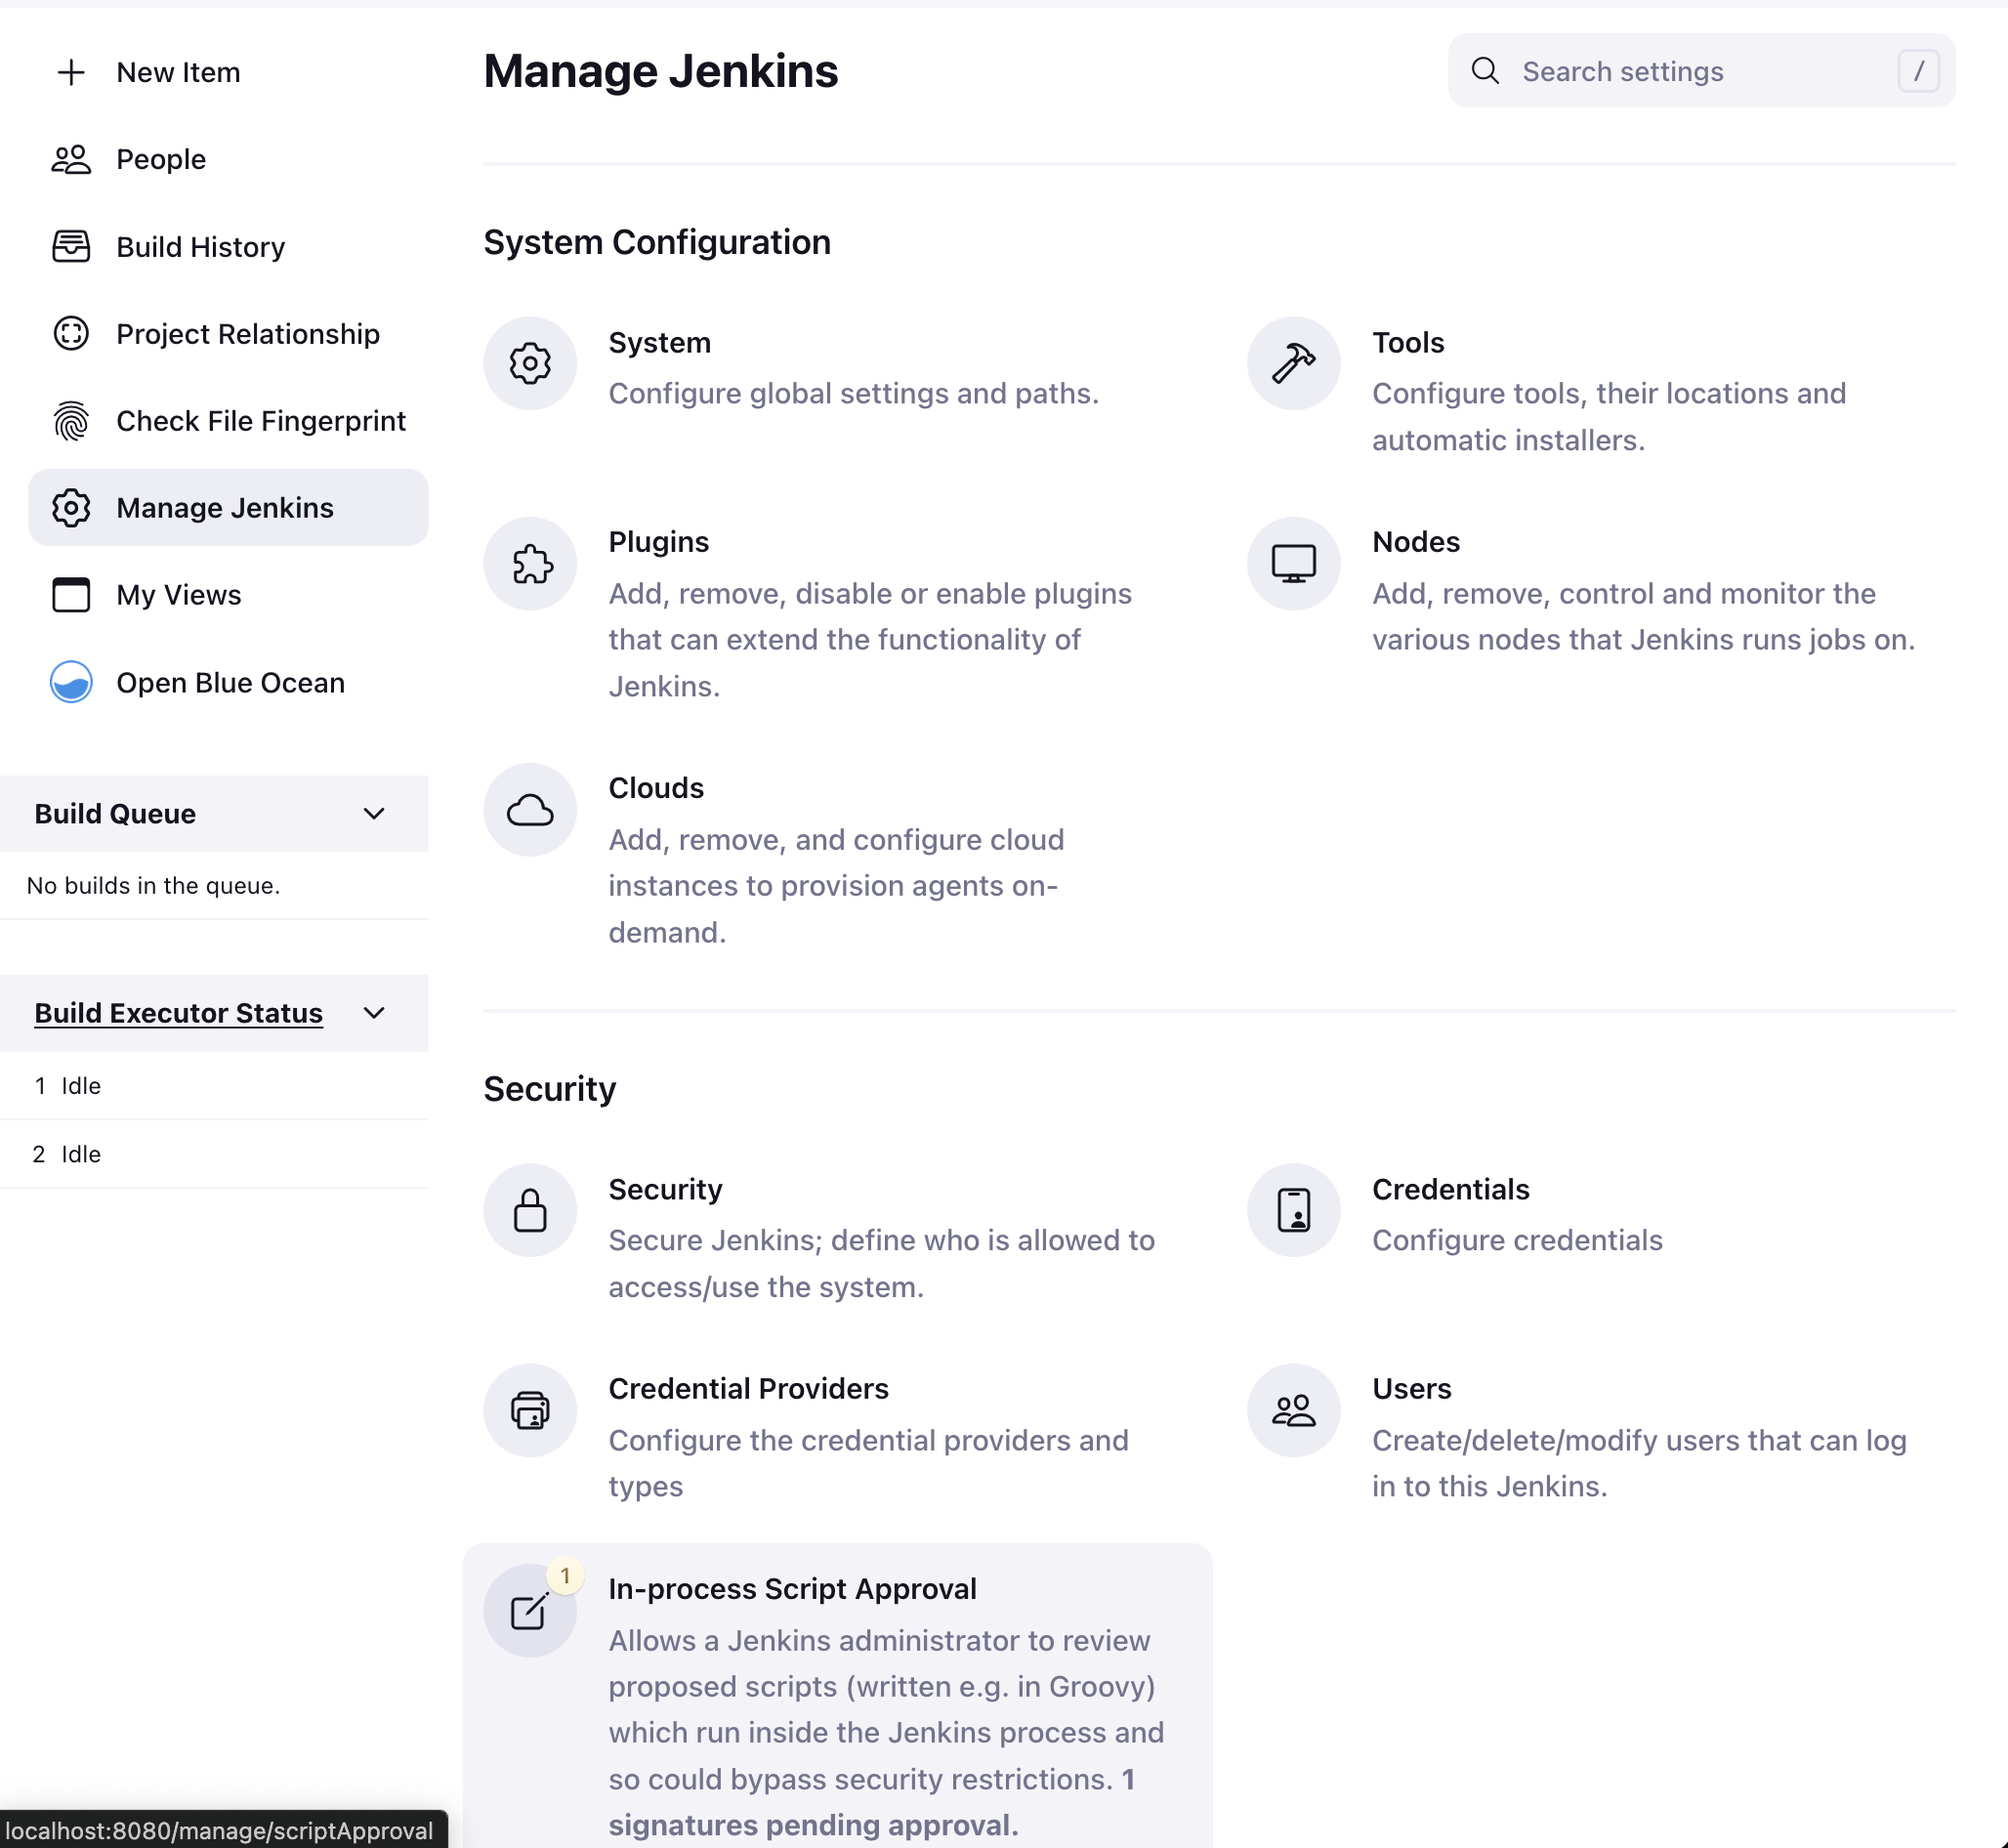 New Item
People
Build History
Project Relationship
Check File Fingerprint
Manage Jenkins
My Views
Open Blue Ocean
Build Queue
No builds in the queue.
Build Executor Status
1 Idle
2 Idle
Manage Jenkins
Search settings
/
System Configuration
System
Configure global settings and paths.
Tools
Configure tools, their locations and
automatic installers.
Plugins
Add, remove, disable or enable plugins
that can extend the functionality of
Jenkins.
Nodes
Add, remove, control and monitor the
various nodes that Jenkins runs jobs on.
Clouds
Add, remove, and configure cloud
instances to provision agents on-
demand.
Security
Security
Secure Jenkins; define who is allowed to
access/use the system.
Credentials
Configure credentials
Credential Providers
Configure the credential providers and
types
Users
Create/delete/modify users that can log
in to this Jenkins.
1
In-process Script Approval
Allows a Jenkins administrator to review
proposed scripts (written e.g. in Groovy)
which run inside the Jenkins process and
so could bypass security restrictions. 1
signatures pending approval.
localhost:8080/manage/scriptApproval